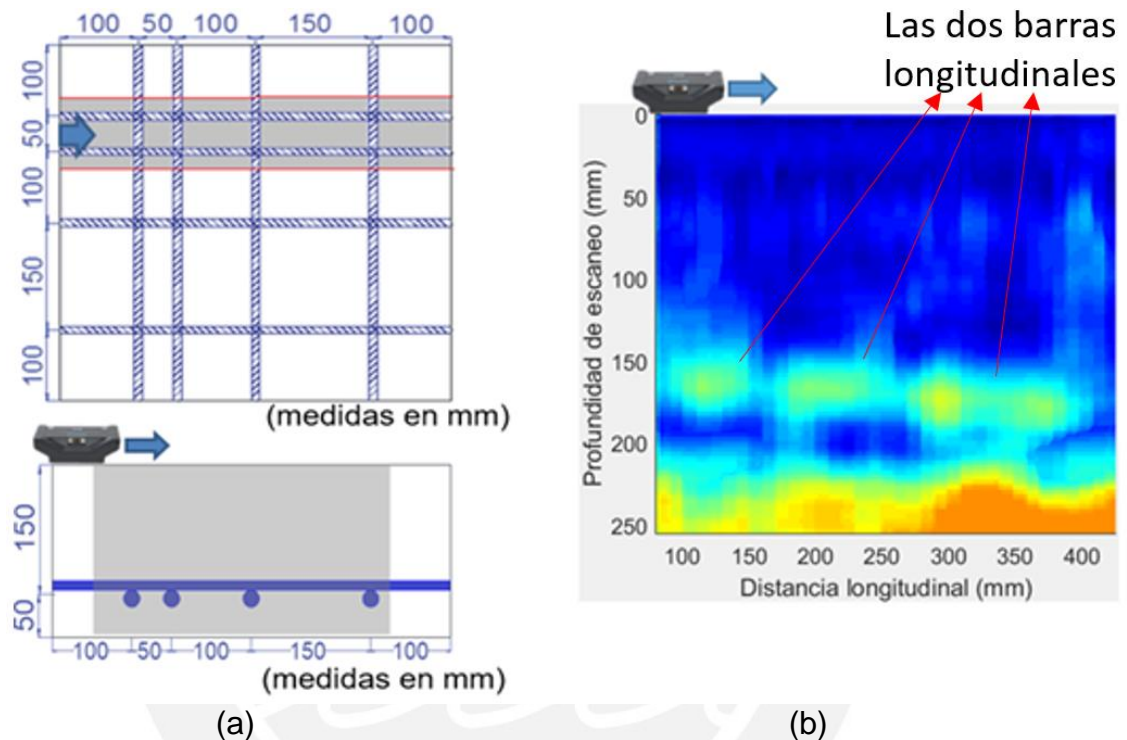 100 50 100 150 100
100
50
100
150
100
(medidas en mm)
150
50
100 50 100 150 100
(medidas en mm)
(a)
Las dos barras
longitudinales
Profundidad de escaneo (mm)
0
50
100
150
200
250
100 150 200 250 300 350 400
Distancia longitudinal (mm)
(b)